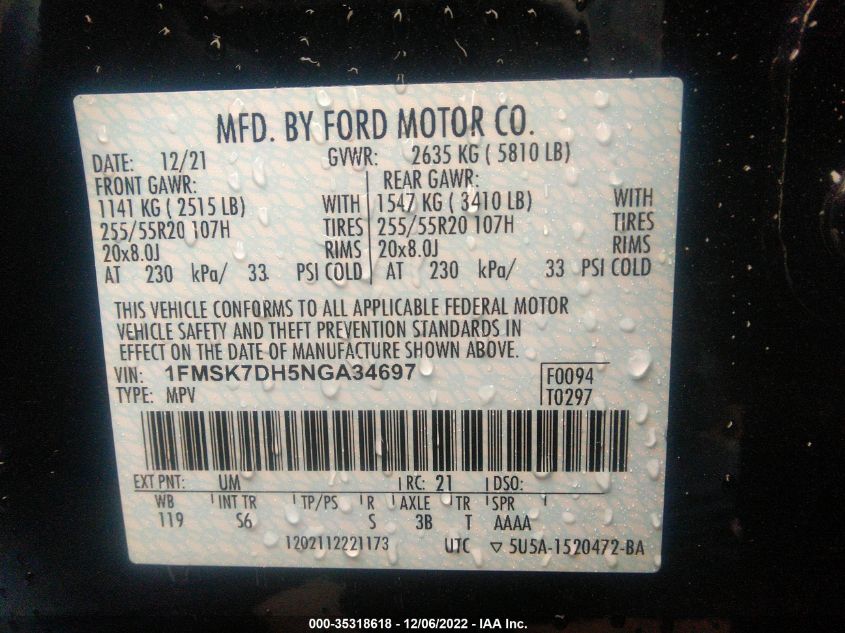 MFD. BY FORD MOTOR CO.
DATE: 12/21 GVWR: 2635 KG ( 5810 LB)
FRONT GAWR: REAR GAWR:
1141 KG ( 2515 LB) WITH 1547 KG ( 3410 LB) WITH
255/55R20 107H TIRES 255/55R20 107H TIRES
20x8.0J RIMS 20x8.0J RIMS
AT 230 kPa/ 33 PSI COLD AT 230 kPa/ 33 PSI COLD
THIS VEHICLE CONFORMS TO ALL APPLICABLE FEDERAL MOTOR
VEHICLE SAFETY AND THEFT PREVENTION STANDARDS IN
EFFECT ON THE DATE OF MANUFACTURE SHOWN ABOVE.
VIN: 1FMSK7DH5NGA34697 F0094
TYPE: MPV T0297
EXT PNT: UM RC: 21 DSO:
WB INT TR TP/PS R AXLE TR SPR
119 S6 S 3B T AAAA
1202112221173 UTC ▽ 5U5A-1520472-BA
000-35318618 - 12/06/2022 - IAA Inc.